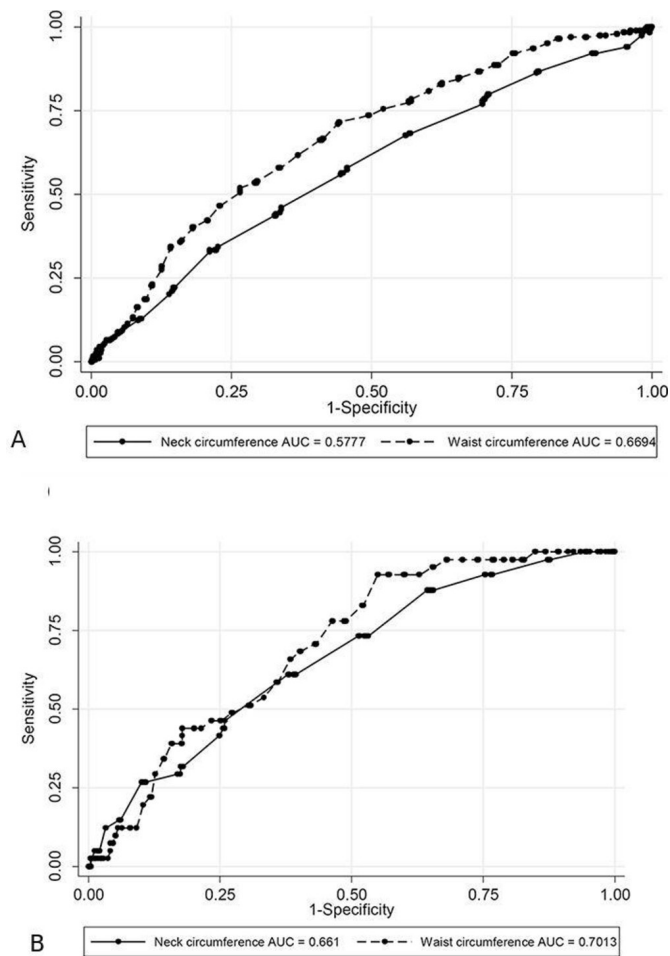 1.00
0.75
0.50
0.25
0.00
Sensitivity
0.00 0.25 0.50 0.75 1.00
1-Specificity
A
Neck circumference AUC = 0.5777 Waist circumference AUC = 0.6694
1.00
0.75
0.50
0.25
0.00
Sensitivity
0.00 0.25 0.50 0.75 1.00
1-Specificity
B
Neck circumference AUC = 0.661 Waist circumference AUC = 0.7013